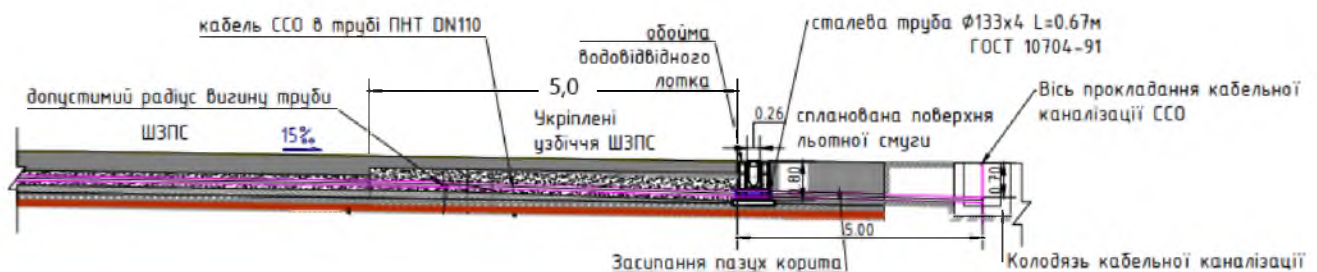 кабель ССО в трубі ПНТ DN110
обойма
водовідвідного
лотка
сталева труба Ф133х4 L=0.67м
ГОСТ 10704-91
5,0
допустимий радіус вигину труби
Вісь прокладання кабельної
каналізації ССО
0.26
спланована поверхня
льотної смуги
ШЗПС
15‰
Укріплені
узбіччя ШЗПС
.80
0.70
5.00
Засипання пазух корита
Колодязь кабельної каналізації